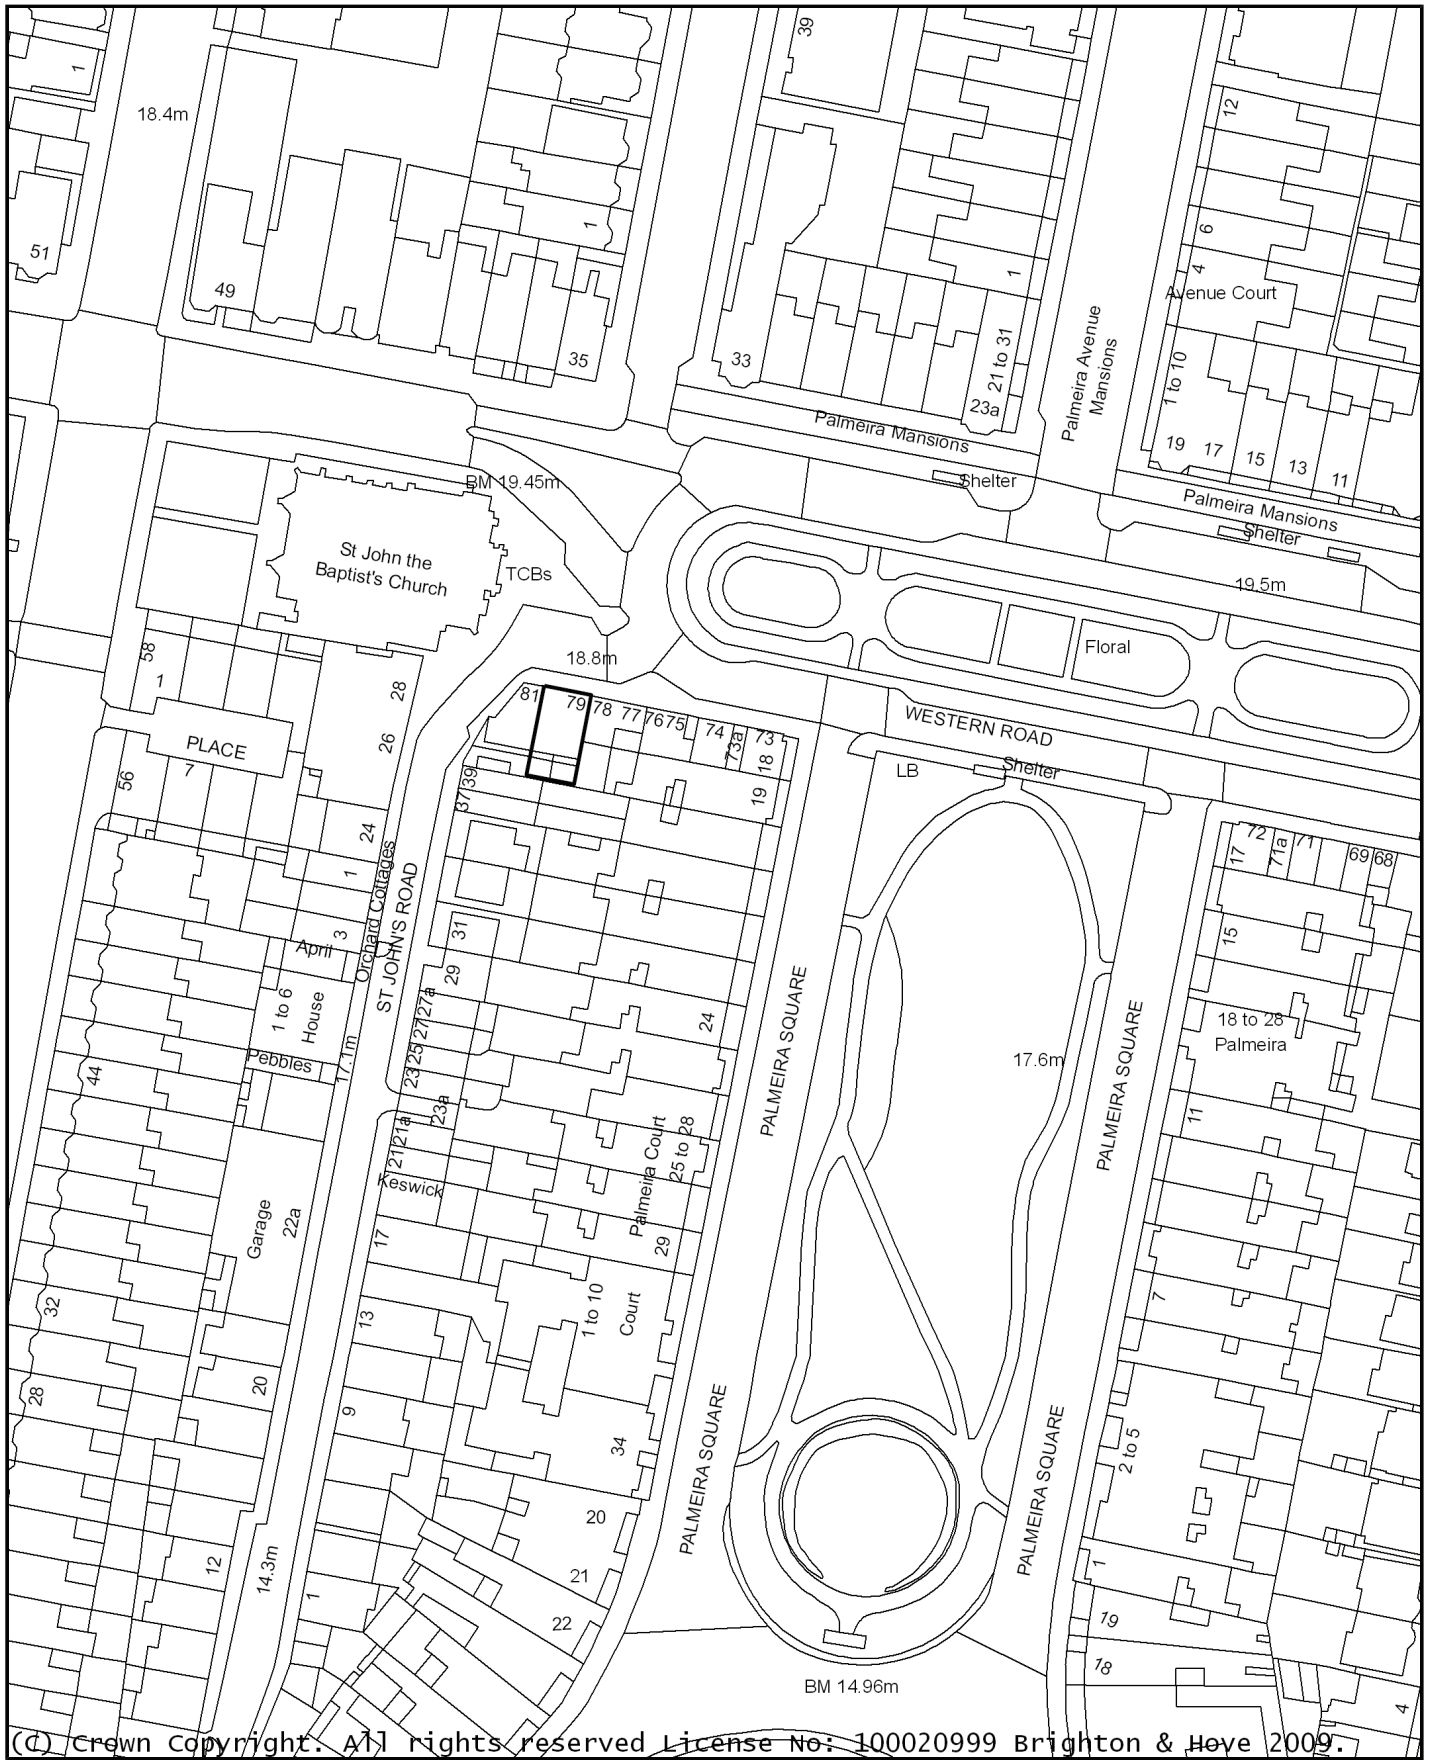 39
1
18.4m
12
1
6
51
1
4
49
Avenue Court
21 to 31
Palmeira Avenue
Mansions
35
33
1 to 10
23a
Palmeira Mansions
19
17
15
13
11
BM 19.45m
Shelter
Palmeira Mansions
Shelter
St John the
Baptist's Church
TCBs
19.5m
58
1
18.8m
Floral
28
81
79
78
77
76
75
74
73a
73
18
WESTERN ROAD
26
PLACE
7
56
39
37
19
LB
Shelter
24
72
71a
71
69
68
17
1
Orchard Cottages
ST JOHN'S ROAD
3
April
31
15
29
1 to 6
House
27a
27
25
23
24
PALMEIRA SQUARE
18 to 28
Palmeira
17.6m
PALMEIRA SQUARE
Pebbles
17.1m
44
23a
21a
21
11
Palmeira Court
25 to 28
Keswick
Garage
22a
17
29
32
13
1 to 10
Court
7
28
20
9
34
PALMEIRA SQUARE
PALMEIRA SQUARE
2 to 5
20
12
14.3m
21
1
1
22
19
18
BM 14.96m
4
(c) Crown Copyright. All rights reserved License No: 100020999 Brighton & Hove 2009.